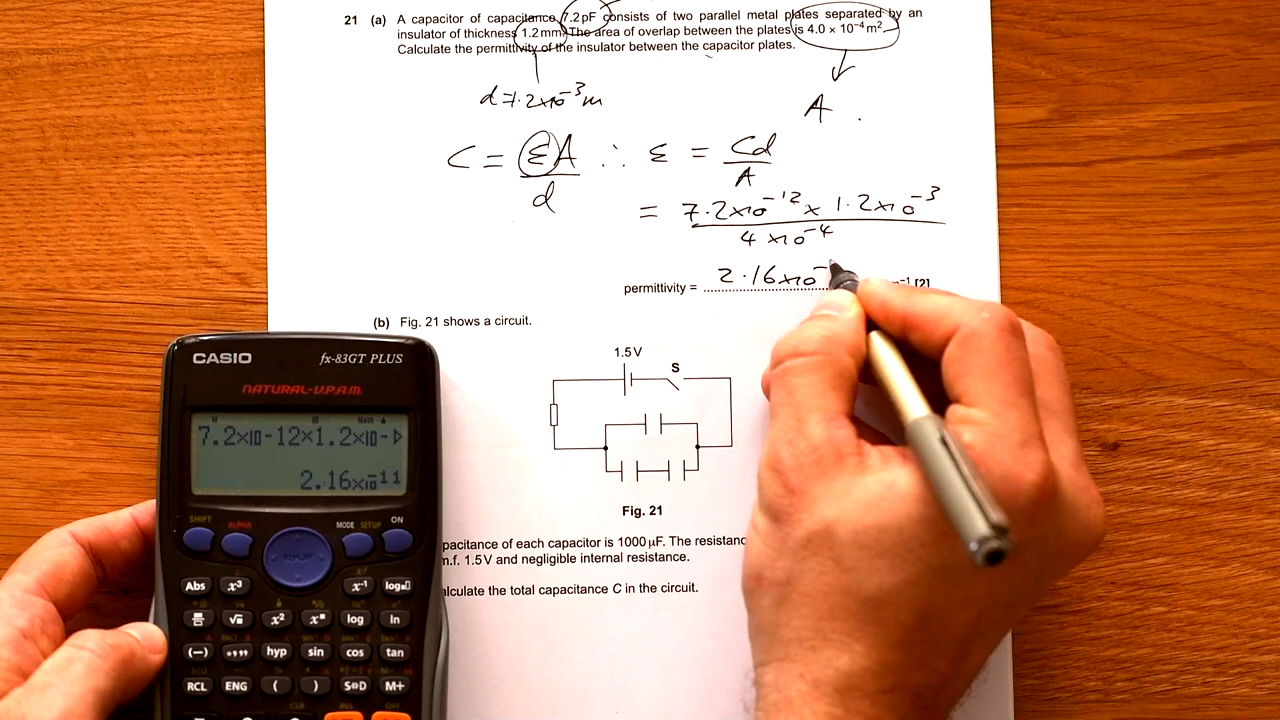 21 (a) A capacitor of capacitance 7.2 pF consists of two parallel metal plates separated by an
insulator of thickness 1.2 mm. The area of overlap between the plates is 4.0 × 10⁻⁴ m².
Calculate the permittivity of the insulator between the capacitor plates.
d = 1.2×10⁻³ m
A
C = εA/d ∴ ε = Cd/A
= 7.2×10⁻¹² × 1.2×10⁻³
4×10⁻⁴
permittivity = 2.16×10⁻ [2]
(b) Fig. 21 shows a circuit.
1.5 V
S
Fig. 21
pacitance of each capacitor is 1000 μF. The resistanc
m.f. 1.5 V and negligible internal resistance.
alculate the total capacitance C in the circuit.
CASIO fx-83GT PLUS
NATURAL-V.P.A.M.
Math
7.2×10-12×1.2×10-
2.16×10⁻¹¹
SHIFT ALPHA MODE SETUP ON
REPLAY
Abs x³ x⁻¹ log
x² log ln
(−) hyp sin cos tan
RCL ENG ( ) S⇔D M+